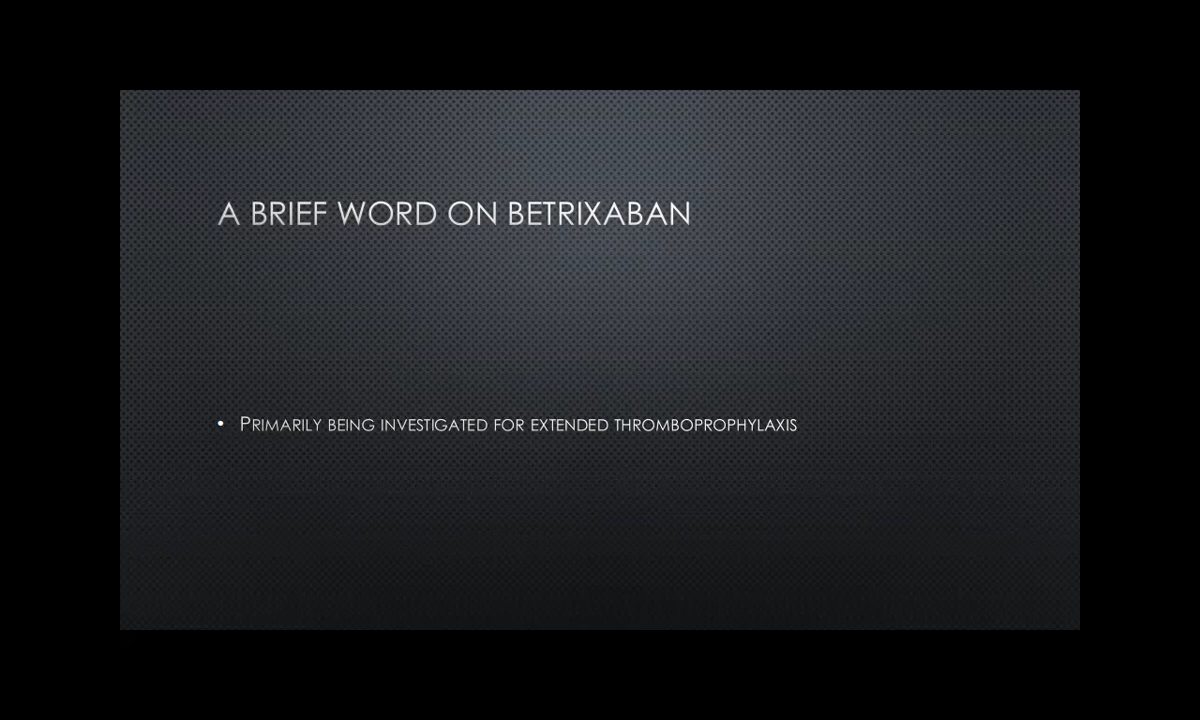 A BRIEF WORD ON BETRIXABAN
• PRIMARILY BEING INVESTIGATED FOR EXTENDED THROMBOPROPHYLAXIS